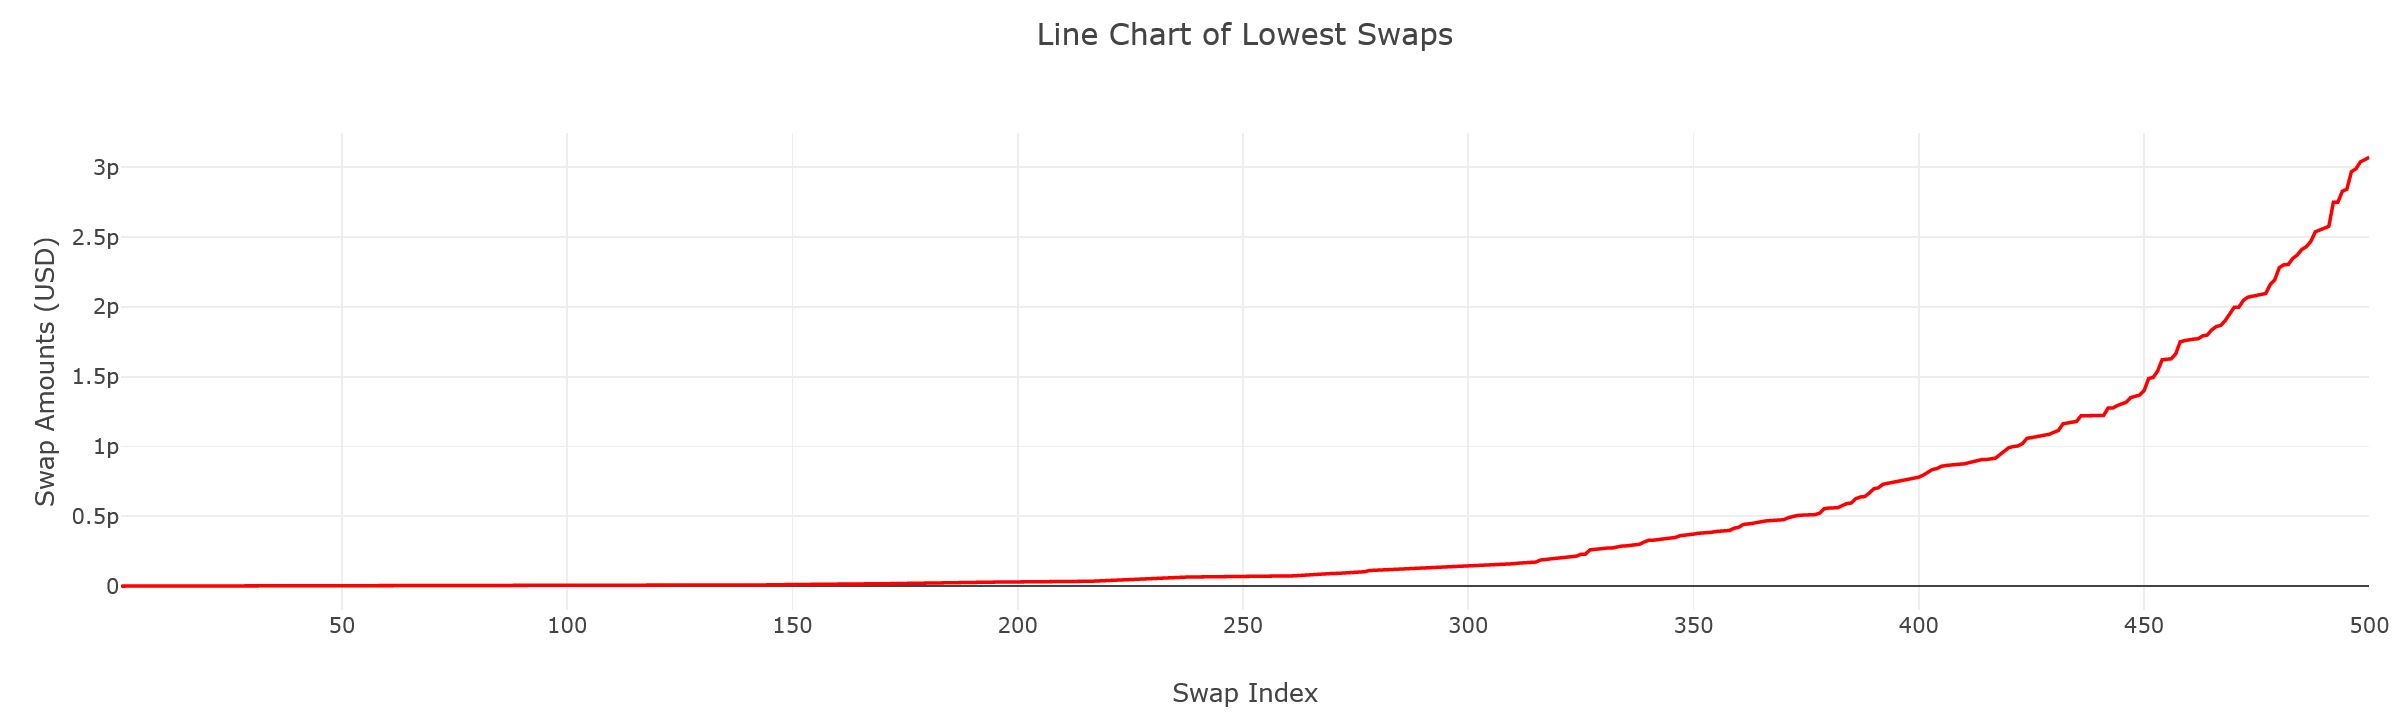 Line Chart of Lowest Swaps
Swap Amounts (USD)
3p
2.5p
2p
1.5p
1p
0.5p
0
50 100 150 200 250 300 350 400 450 500
Swap Index